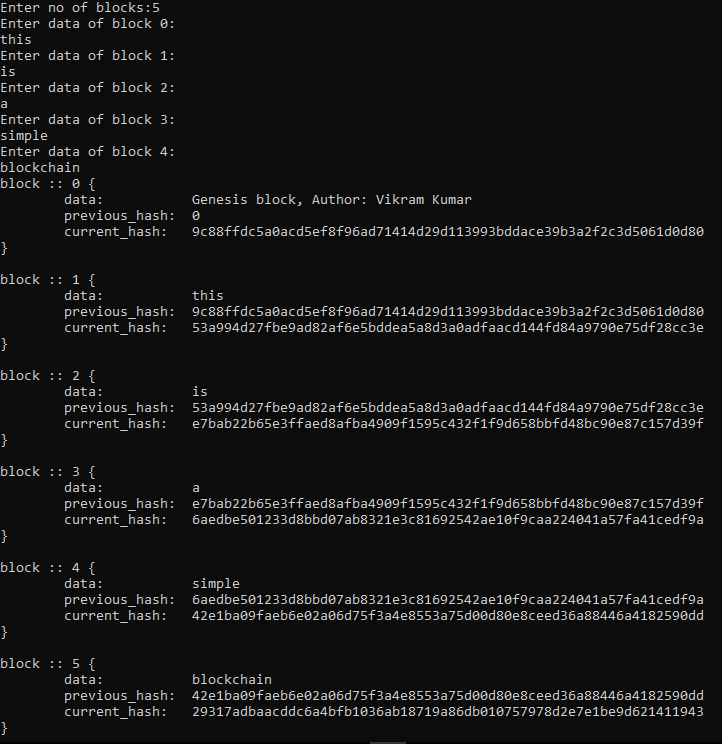 Enter no of blocks:5
Enter data of block 0:
this
Enter data of block 1:
is
Enter data of block 2:
a
Enter data of block 3:
simple
Enter data of block 4:
blockchain
block :: 0 {
        data:           Genesis block, Author: Vikram Kumar
        previous_hash:  0
        current_hash:   9c88ffdc5a0acd5ef8f96ad71414d29d113993bddace39b3a2f2c3d5061d0d80
}

block :: 1 {
        data:           this
        previous_hash:  9c88ffdc5a0acd5ef8f96ad71414d29d113993bddace39b3a2f2c3d5061d0d80
        current_hash:   53a994d27fbe9ad82af6e5bddea5a8d3a0adfaacd144fd84a9790e75df28cc3e
}

block :: 2 {
        data:           is
        previous_hash:  53a994d27fbe9ad82af6e5bddea5a8d3a0adfaacd144fd84a9790e75df28cc3e
        current_hash:   e7bab22b65e3ffaed8afba4909f1595c432f1f9d658bbfd48bc90e87c157d39f
}

block :: 3 {
        data:           a
        previous_hash:  e7bab22b65e3ffaed8afba4909f1595c432f1f9d658bbfd48bc90e87c157d39f
        current_hash:   6aedbe501233d8bbd07ab8321e3c81692542ae10f9caa224041a57fa41cedf9a
}

block :: 4 {
        data:           simple
        previous_hash:  6aedbe501233d8bbd07ab8321e3c81692542ae10f9caa224041a57fa41cedf9a
        current_hash:   42e1ba09faeb6e02a06d75f3a4e8553a75d00d80e8ceed36a88446a4182590dd
}

block :: 5 {
        data:           blockchain
        previous_hash:  42e1ba09faeb6e02a06d75f3a4e8553a75d00d80e8ceed36a88446a4182590dd
        current_hash:   29317adbaacddc6a4bfb1036ab18719a86db010757978d2e7e1be9d621411943
}